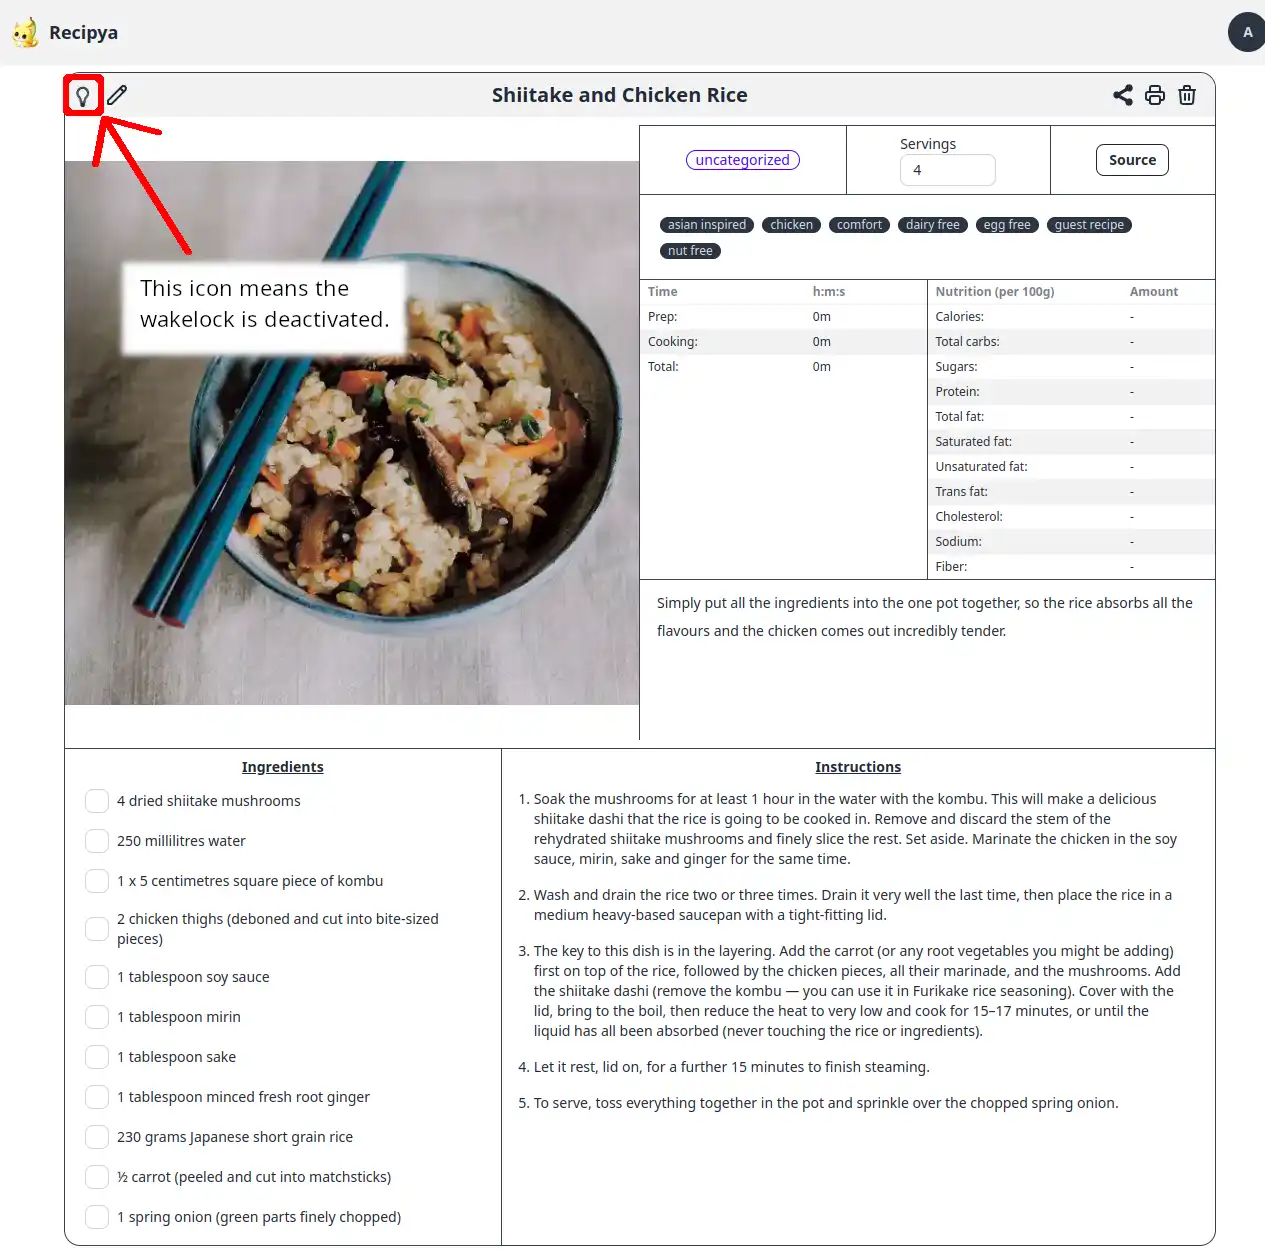 Recipya
A
Shiitake and Chicken Rice
This icon means the
wakelock is deactivated.
uncategorized
Servings
4
Source
asian inspired chicken comfort dairy free egg free guest recipe
nut free
Time h:m:s
Prep: 0m
Cooking: 0m
Total: 0m
Nutrition (per 100g) Amount
Calories: -
Total carbs: -
Sugars: -
Protein: -
Total fat: -
Saturated fat: -
Unsaturated fat: -
Trans fat: -
Cholesterol: -
Sodium: -
Fiber: -
Simply put all the ingredients into the one pot together, so the rice absorbs all the
flavours and the chicken comes out incredibly tender.
Ingredients
4 dried shiitake mushrooms
250 millilitres water
1 x 5 centimetres square piece of kombu
2 chicken thighs (deboned and cut into bite-sized
pieces)
1 tablespoon soy sauce
1 tablespoon mirin
1 tablespoon sake
1 tablespoon minced fresh root ginger
230 grams Japanese short grain rice
½ carrot (peeled and cut into matchsticks)
1 spring onion (green parts finely chopped)
Instructions
1. Soak the mushrooms for at least 1 hour in the water with the kombu. This will make a delicious
shiitake dashi that the rice is going to be cooked in. Remove and discard the stem of the
rehydrated shiitake mushrooms and finely slice the rest. Set aside. Marinate the chicken in the soy
sauce, mirin, sake and ginger for the same time.
2. Wash and drain the rice two or three times. Drain it very well the last time, then place the rice in a
medium heavy-based saucepan with a tight-fitting lid.
3. The key to this dish is in the layering. Add the carrot (or any root vegetables you might be adding)
first on top of the rice, followed by the chicken pieces, all their marinade, and the mushrooms. Add
the shiitake dashi (remove the kombu — you can use it in Furikake rice seasoning). Cover with the
lid, bring to the boil, then reduce the heat to very low and cook for 15–17 minutes, or until the
liquid has all been absorbed (never touching the rice or ingredients).
4. Let it rest, lid on, for a further 15 minutes to finish steaming.
5. To serve, toss everything together in the pot and sprinkle over the chopped spring onion.